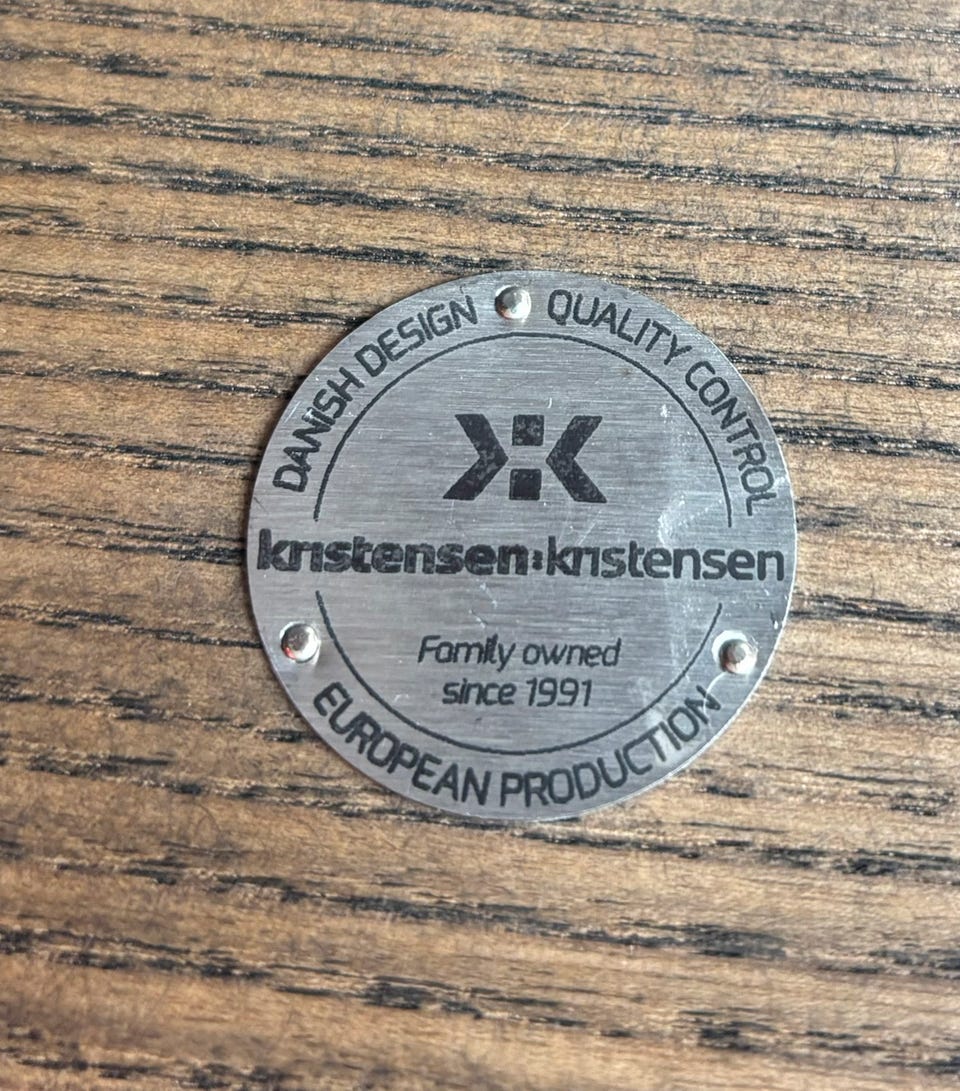 DANISH DESIGN
QUALITY CONTROL
kristensen:kristensen
Family owned
since 1991
EUROPEAN PRODUCTION